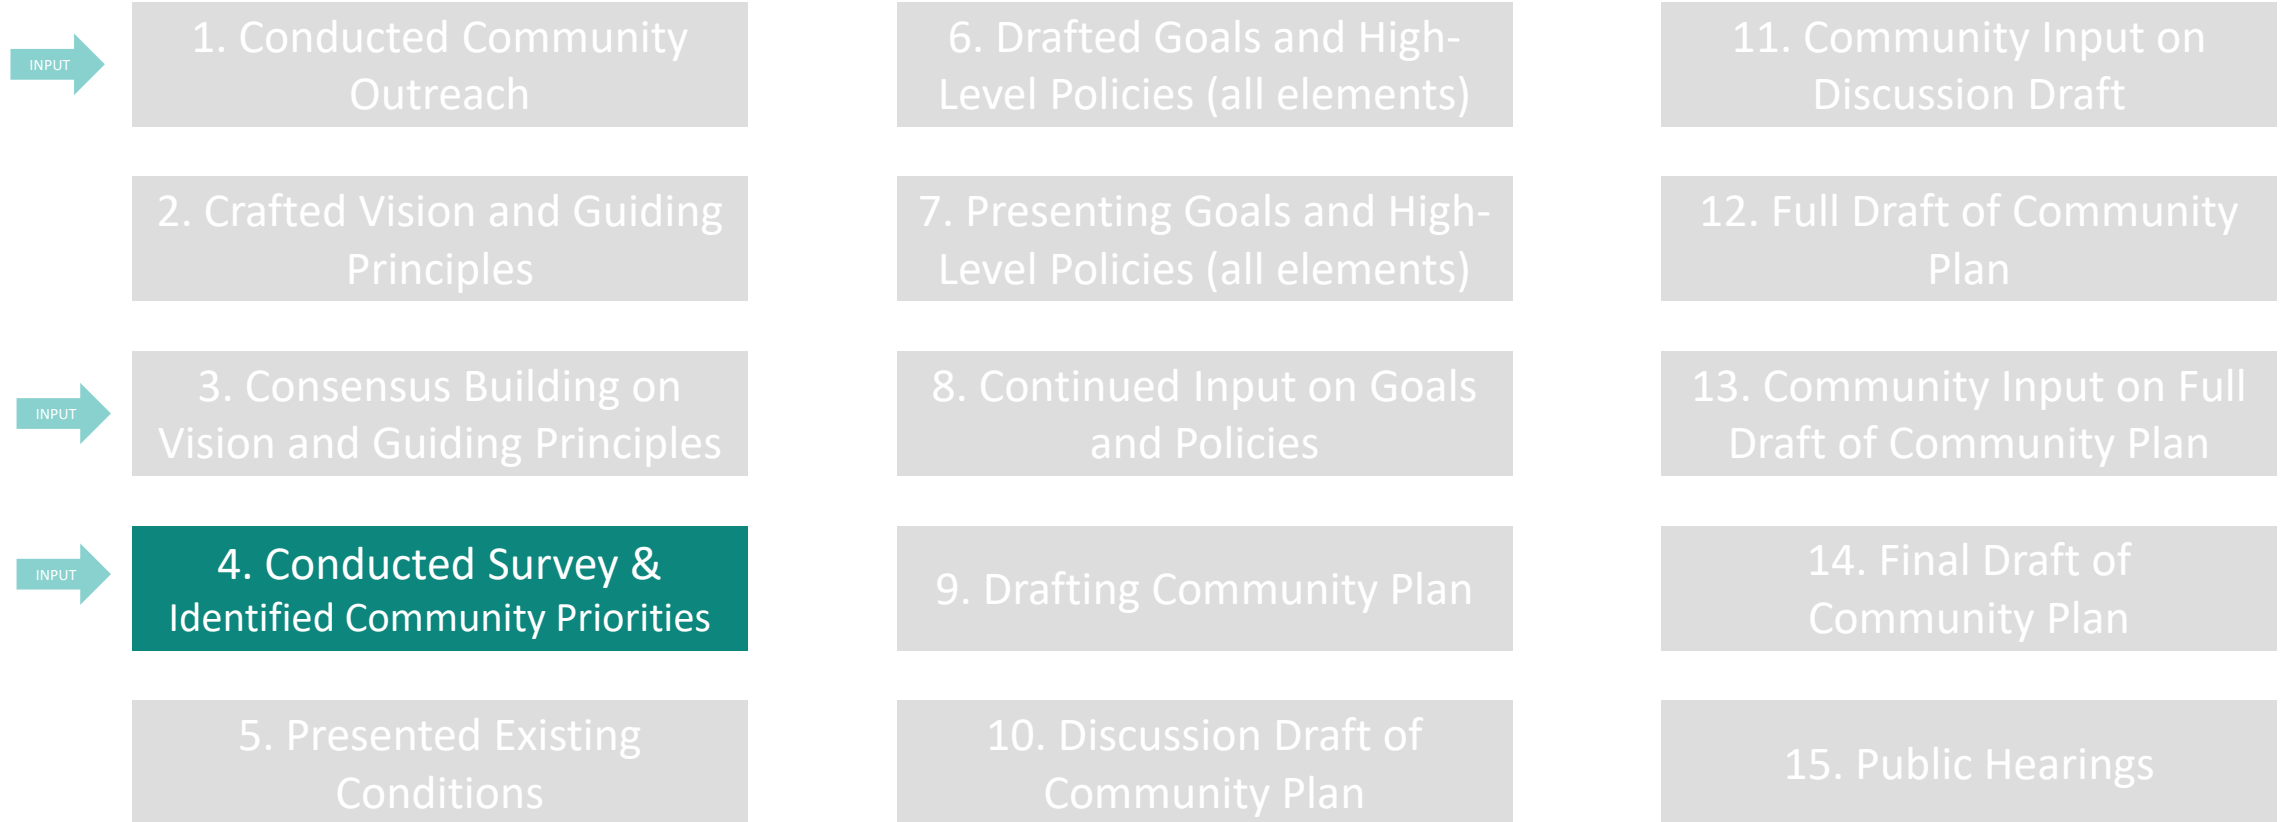 INPUT
1. Conducted Community
Outreach
2. Crafted Vision and Guiding
Principles
INPUT
3. Consensus Building on
Vision and Guiding Principles
INPUT
4. Conducted Survey &
Identified Community Priorities
5. Presented Existing
Conditions
6. Drafted Goals and High-
Level Policies (all elements)
7. Presenting Goals and High-
Level Policies (all elements)
8. Continued Input on Goals
and Policies
9. Drafting Community Plan
10. Discussion Draft of
Community Plan
11. Community Input on
Discussion Draft
12. Full Draft of Community
Plan
13. Community Input on Full
Draft of Community Plan
14. Final Draft of
Community Plan
15. Public Hearings